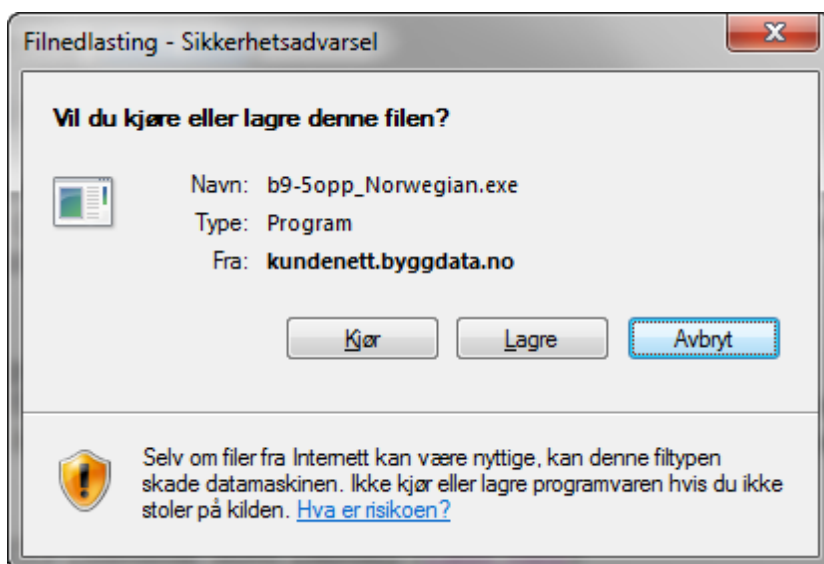 Filnedlasting - Sikkerhetsadvarsel
Vil du kjøre eller lagre denne filen?
Navn: b9-5opp_Norwegian.exe
Type: Program
Fra: kundenett.byggdata.no
Kjør Lagre Avbryt
Selv om filer fra Internett kan være nyttige, kan denne filtypen
skade datamaskinen. Ikke kjør eller lagre programvaren hvis du ikke
stoler på kilden. Hva er risikoen?